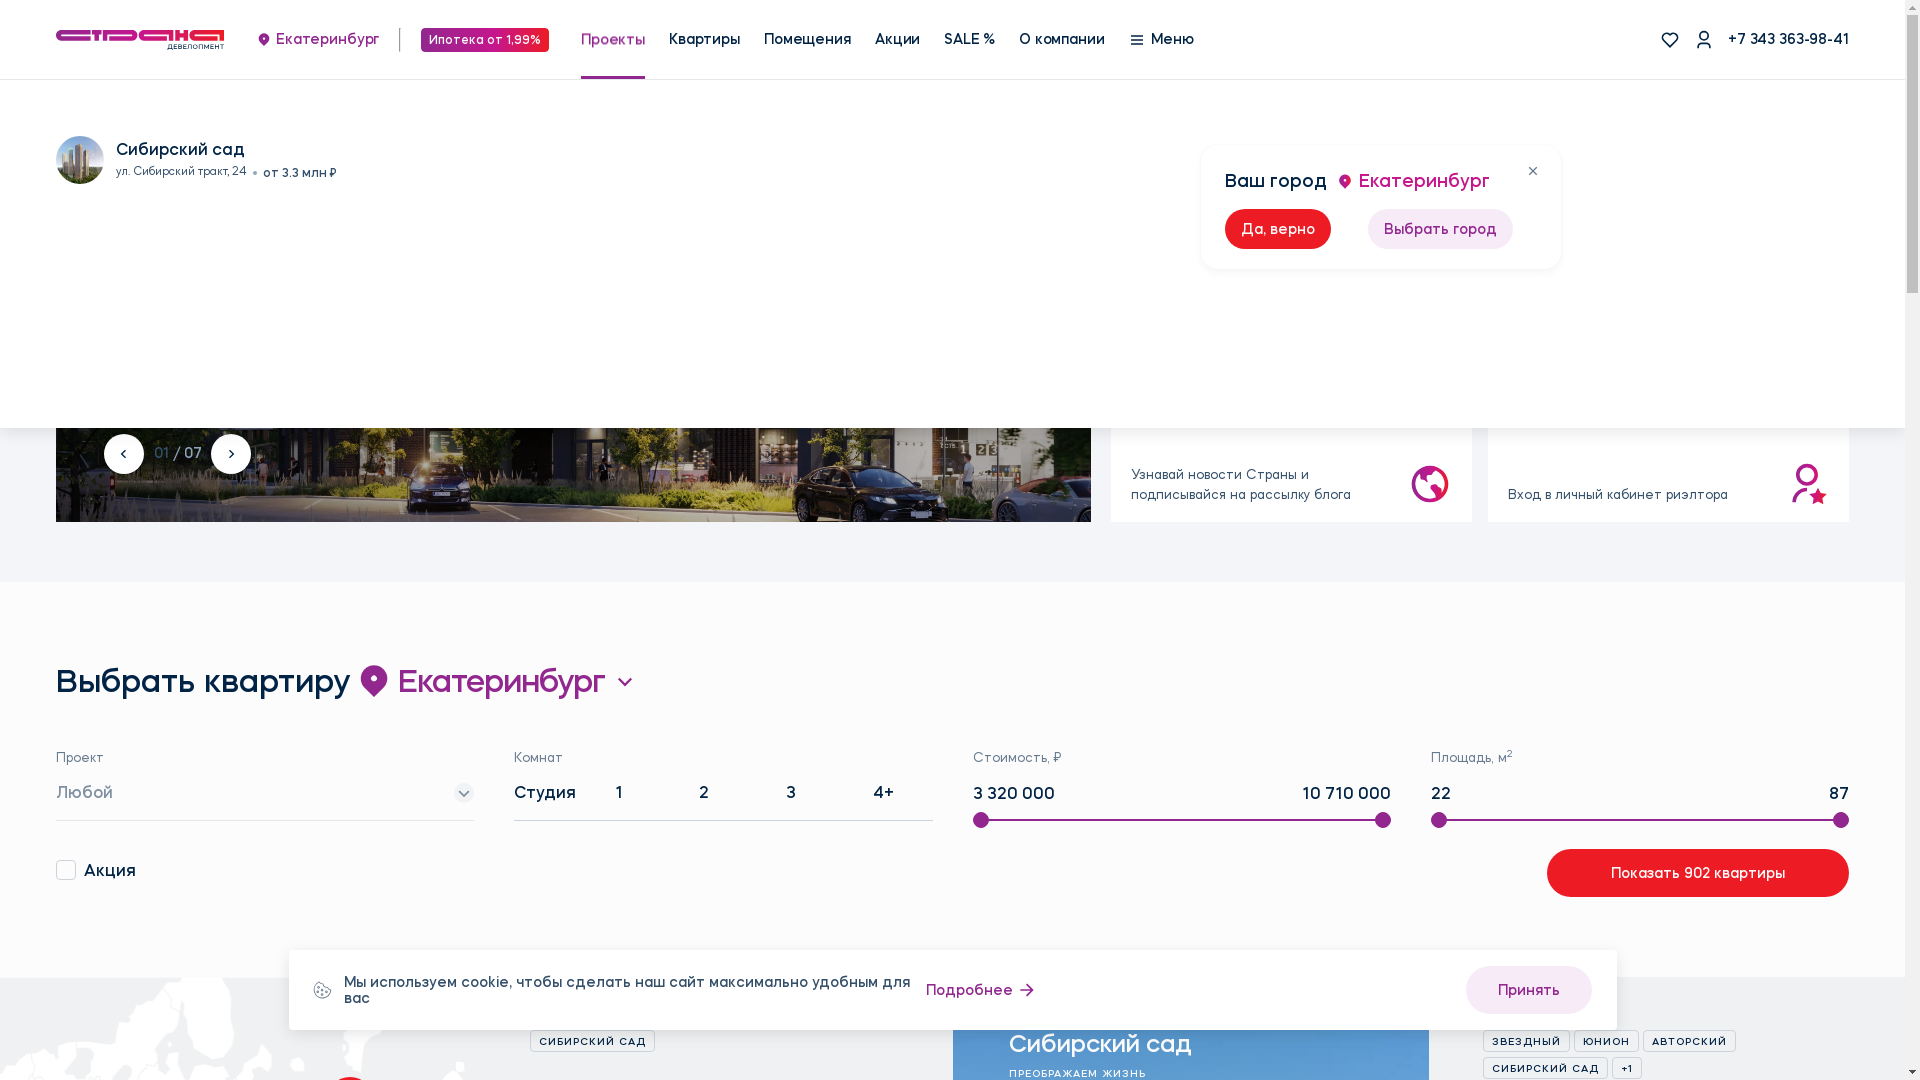 страна
ДЕВЕЛОПМЕНТ
Екатеринбург
Ипотека от 1,99%
Проекты
Квартиры
Помещения
Акции
SALE %
О компании
Меню
+7 343 363-98-41
Сибирский сад
ул. Сибирский тракт, 24 • от 3.3 млн ₽
Ваш город Екатеринбург
Да, верно
Выбрать город
01 / 07
Узнавай новости Страны и
подписывайся на рассылку блога
Вход в личный кабинет риэлтора
Выбрать квартиру Екатеринбург
Проект
Любой
Комнат
Студия 1 2 3 4+
Стоимость, ₽
3 320 000 10 710 000
Площадь, м²
22 87
Акция
Показать 902 квартиры
Мы используем cookie, чтобы сделать наш сайт максимально удобным для
вас
Подробнее
Принять
СИБИРСКИЙ САД
Сибирский сад
ПРЕОБРАЖАЕМ ЖИЗНЬ
ЗВЕЗДНЫЙ
ЮНИОН
АВТОРСКИЙ
СИБИРСКИЙ САД
+1